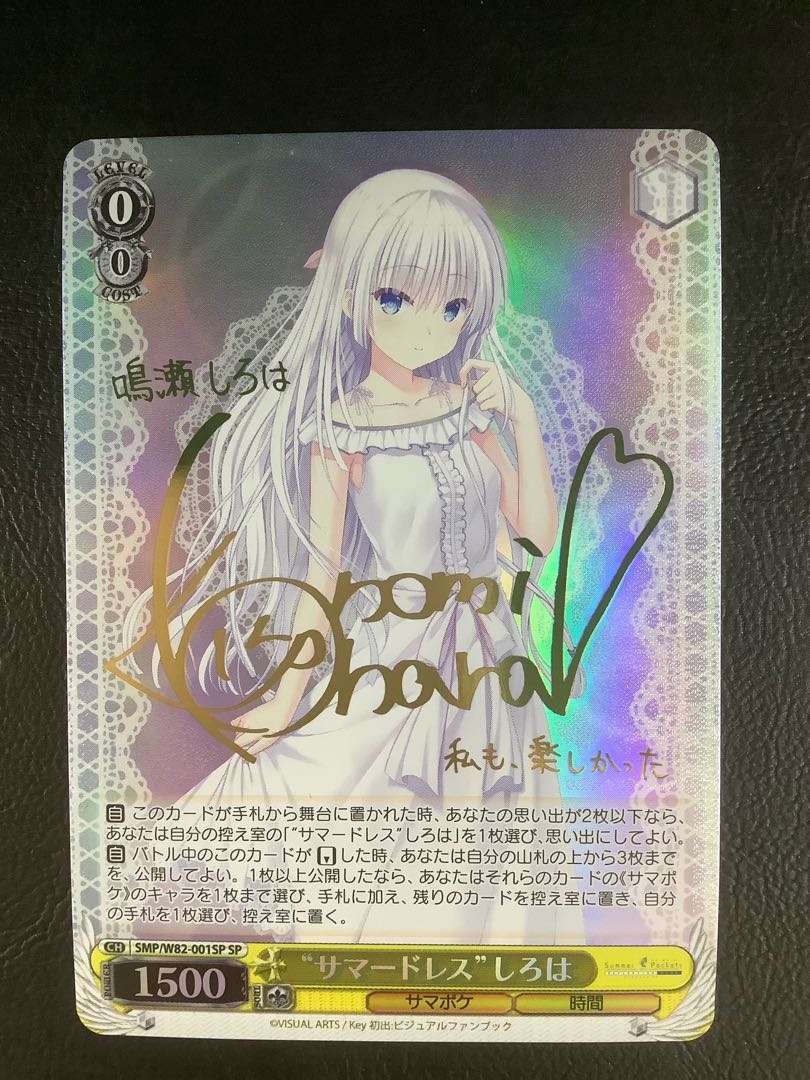 LEVEL
0
0
COST
鳴瀬しろは
Konomi
Kohara
私も、楽しかった
自 このカードが手札から舞台に置かれた時、あなたの思い出が2枚以下なら、
あなたは自分の控え室の「“サマードレス”しろは」を1枚選び、思い出にしてよい。
自 バトル中のこのカードが した時、あなたは自分の山札の上から3枚まで
を、公開してよい。1枚以上公開したなら、あなたはそれらのカードの《サマポ
ケ》のキャラを1枚まで選び、手札に加え、残りのカードを控え室に置き、自分
の手札を1枚選び、控え室に置く。
CH SMP/W82-001SP SP
POWER 1500
“サマードレス”しろは
Summer Pockets
SOUL
サマポケ 時間
©VISUAL ARTS / Key 初出:ビジュアルファンブック